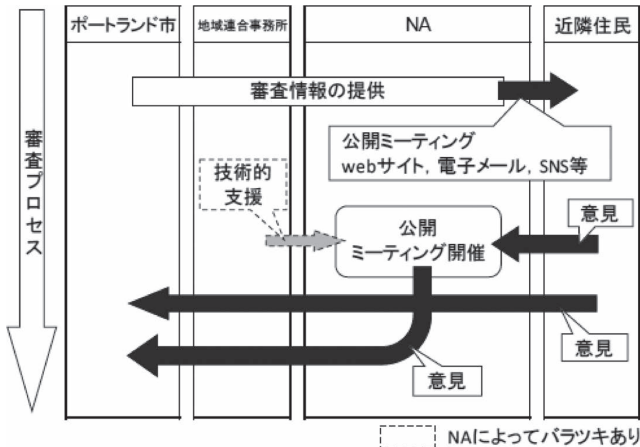 ポートランド市
地域連合事務所
NA
近隣住民
審査プロセス
審査情報の提供
公開ミーティング
webサイト, 電子メール, SNS等
技術的
支援
公開
ミーティング開催
意見
意見
意見
NAによってバラツキあり